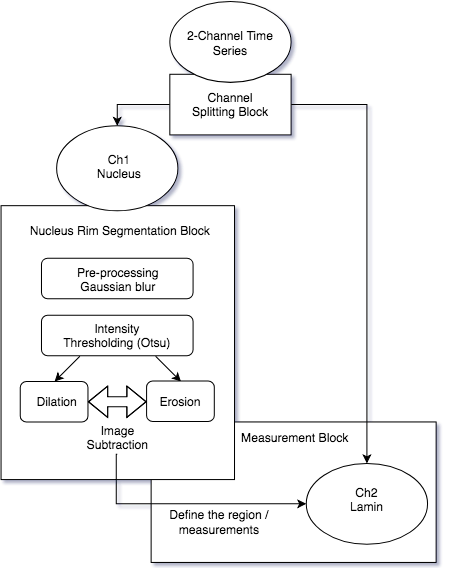 2-Channel Time
Series
Channel
Splitting Block
Ch1
Nucleus
Nucleus Rim Segmentation Block
Pre-processing
Gaussian blur
Intensity
Thresholding (Otsu)
Dilation
Erosion
Image
Subtraction
Measurement Block
Ch2
Lamin
Define the region /
measurements